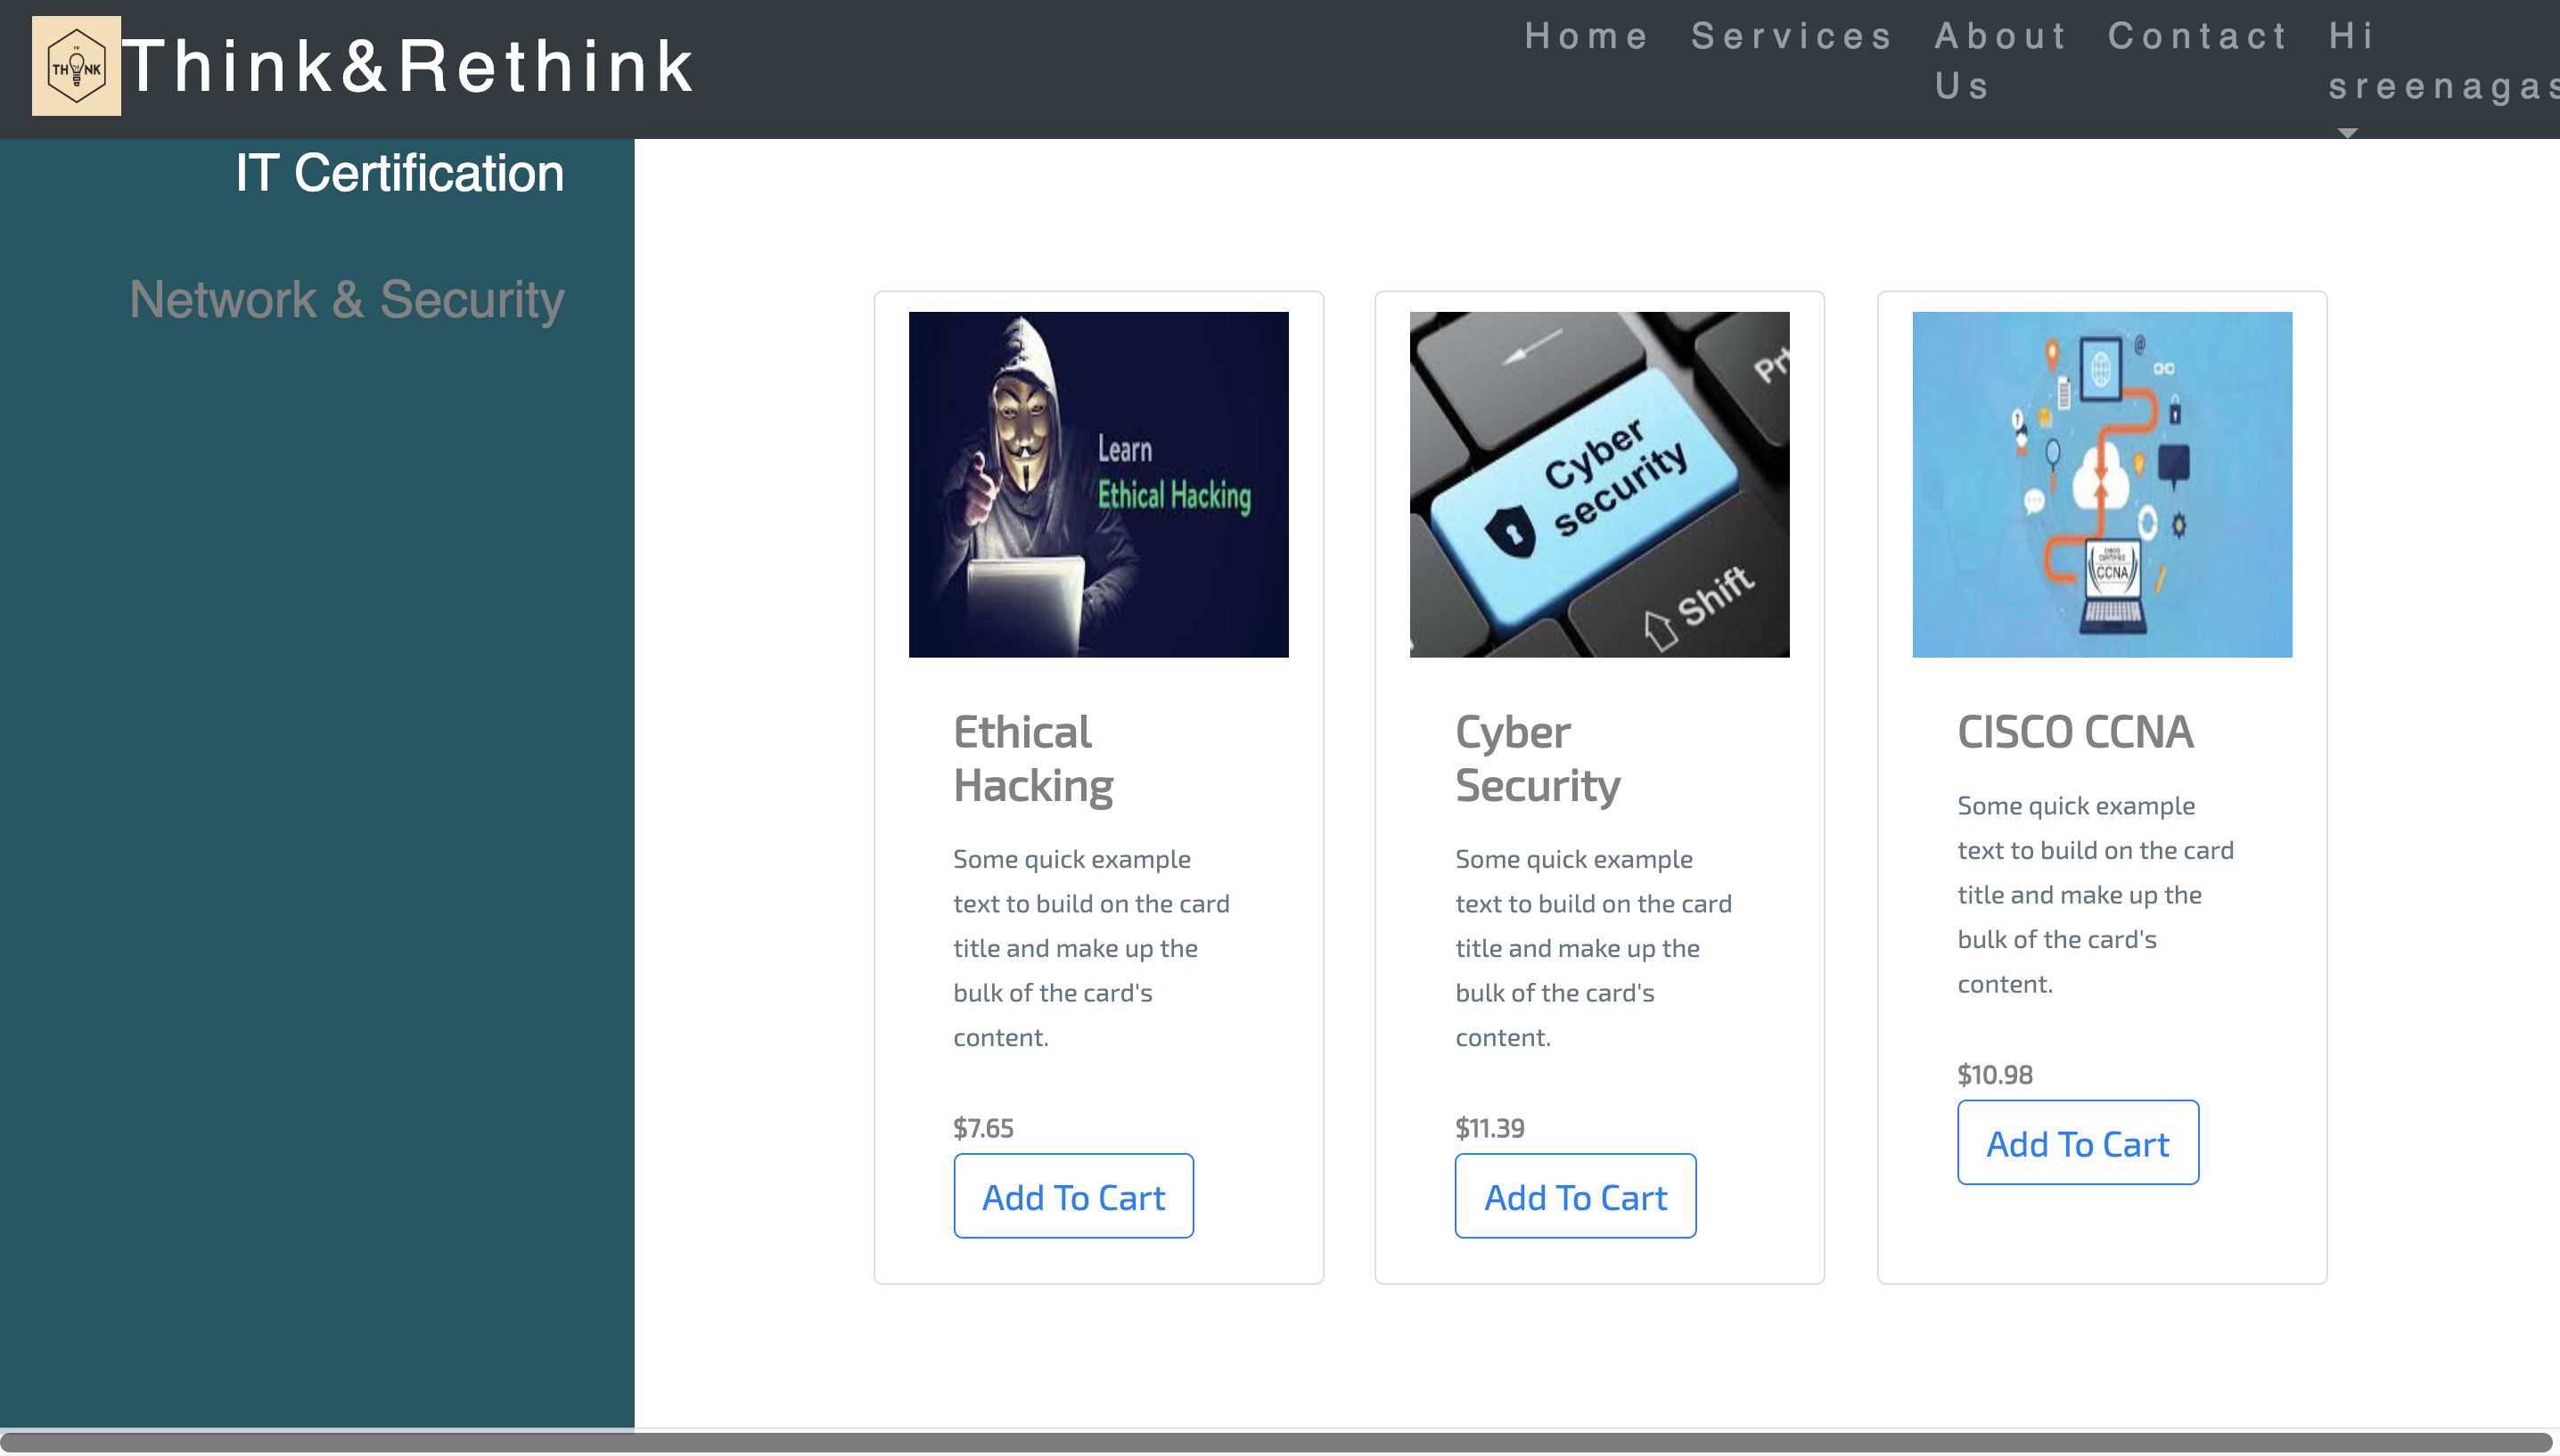 TH NK
Think&Rethink
Home Services About Us Contact Hi
IT Certification
Network & Security
Learn
Ethical Hacking
Cyber
security
Shift
CCNA
Ethical
Hacking
Some quick example
text to build on the card
title and make up the
bulk of the card's
content.
$7.65
Add To Cart
Cyber
Security
Some quick example
text to build on the card
title and make up the
bulk of the card's
content.
$11.39
Add To Cart
CISCO CCNA
Some quick example
text to build on the card
title and make up the
bulk of the card's
content.
$10.98
Add To Cart